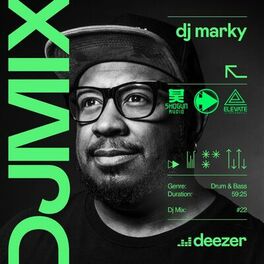 DJMIX
dj marky
SHOGUN
AUDIO
ELEVATE
Genre: Drum & Bass
Duration: 59:25
Dj Mix: #22
deezer